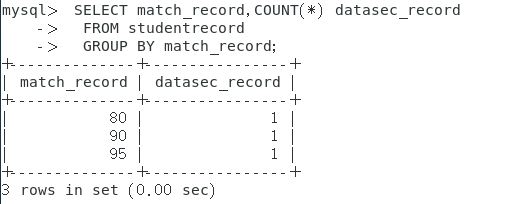 mysql>  SELECT match_record,COUNT(*) datasec_record
    ->   FROM studentrecord
    ->   GROUP BY match_record;
+--------------+----------------+
| match_record | datasec_record |
+--------------+----------------+
|           80 |              1 |
|           90 |              1 |
|           95 |              1 |
+--------------+----------------+
3 rows in set (0.00 sec)